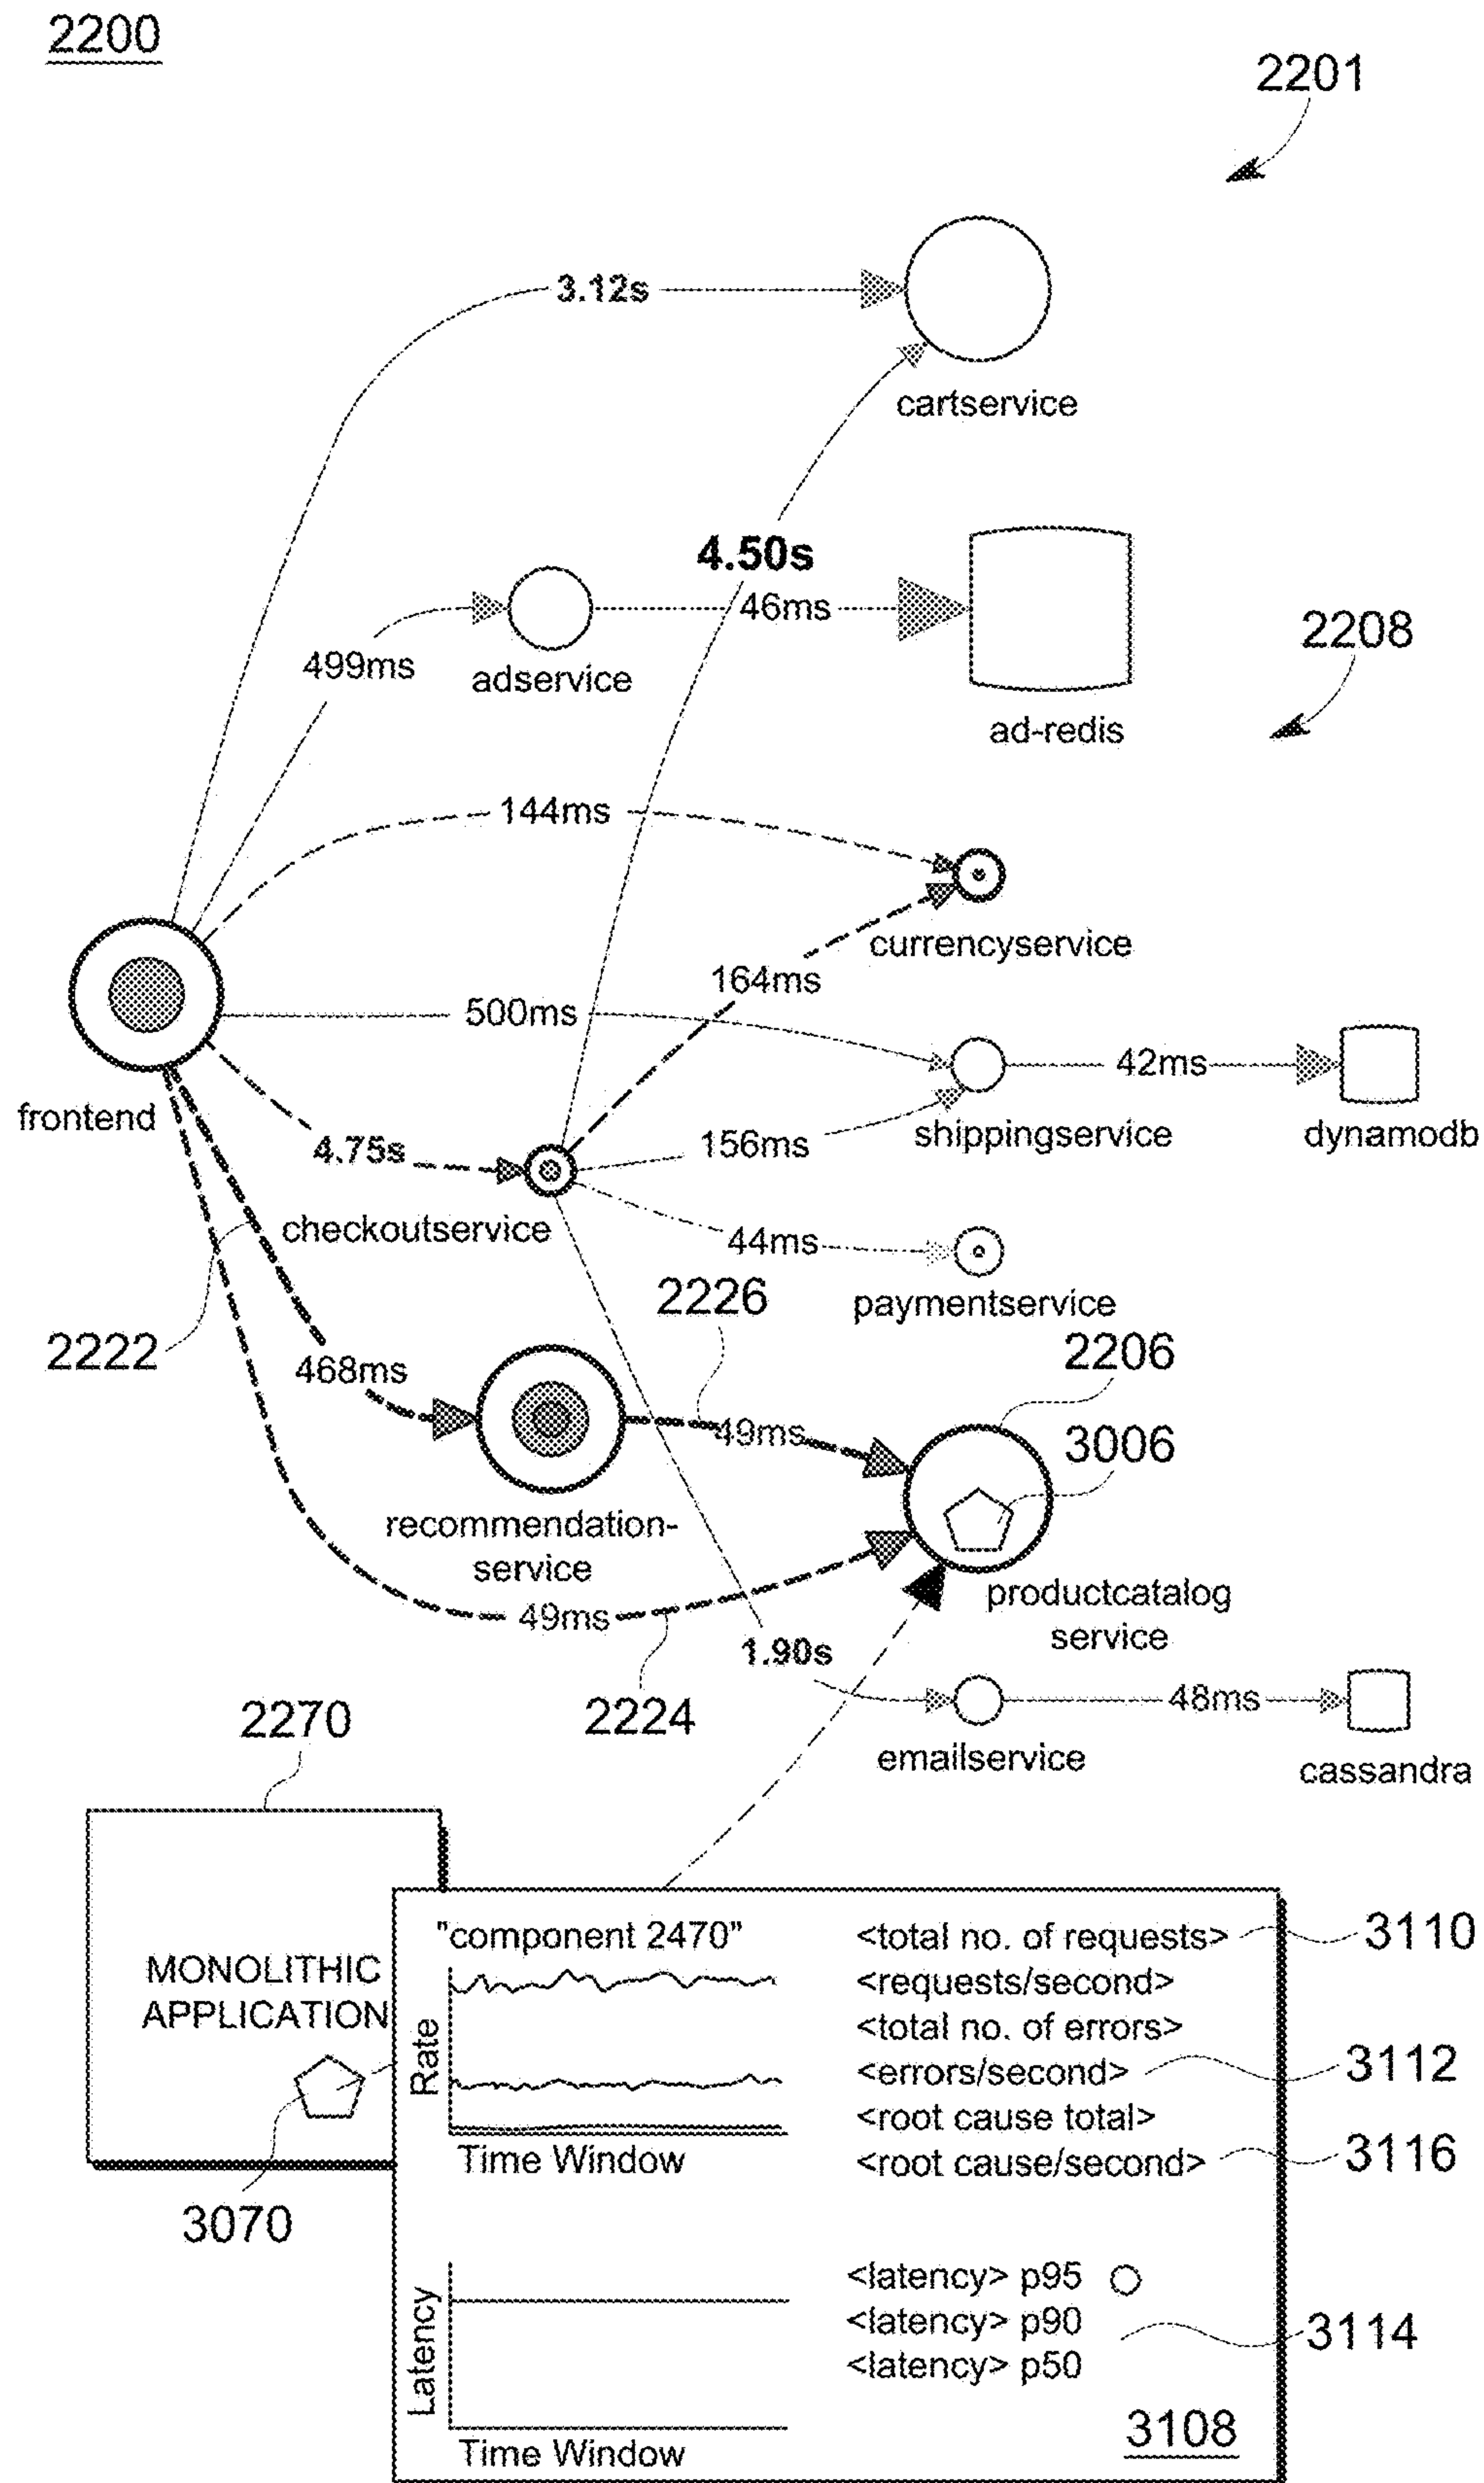 2200
2201
3.12s
cartservice
4.50s
46ms
2208
499ms
adservice
ad-redis
144ms
currencyservice
164ms
500ms
42ms
frontend
4.75s
156ms
shippingservice
dynamodb
checkoutservice
44ms
2226
paymentservice
2222
468ms
2206
49ms
3006
recommendation-
service
49ms
productcatalog
service
1.90s
2224
2270
48ms
emailservice
cassandra
MONOLITHIC
APPLICATION
3070
"component 2470"
Rate
Time Window
<total no. of requests>
3110
<requests/second>
<total no. of errors>
<errors/second>
3112
<root cause total>
<root cause/second>
3116
Latency
Time Window
<latency> p95
<latency> p90
3114
<latency> p50
3108